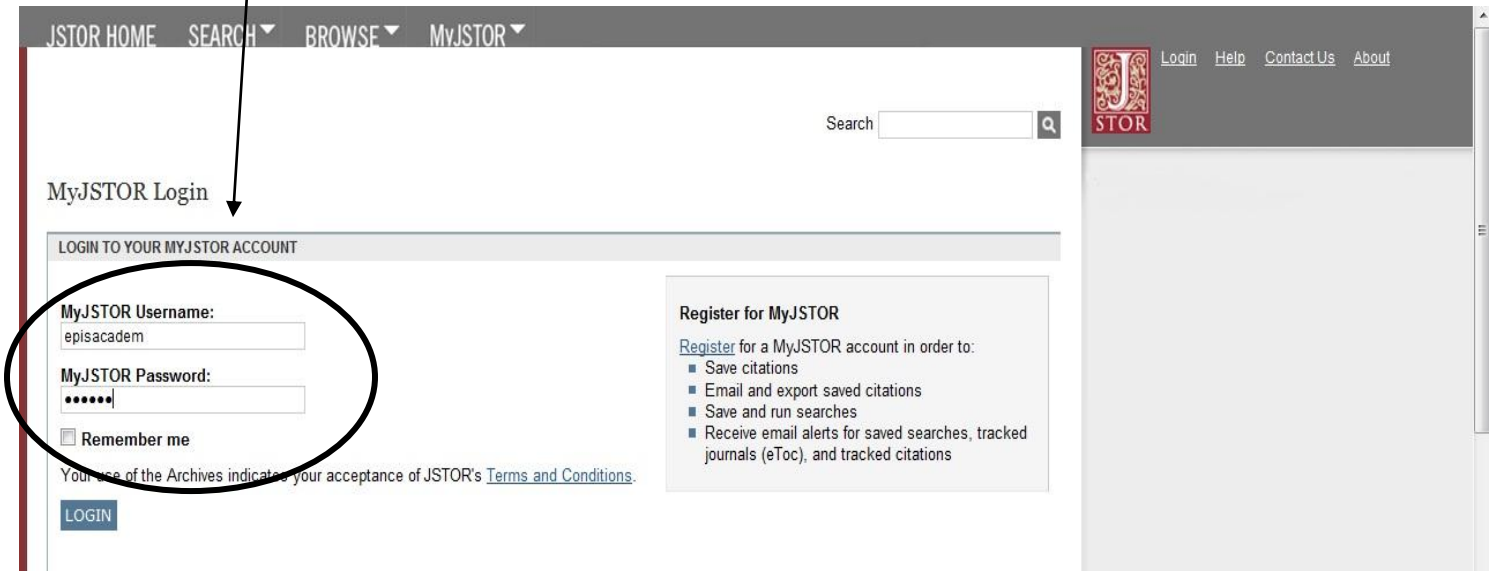 JSTOR HOME SEARCH BROWSE MyJSTOR
Login Help Contact Us About
J
STOR
Search
MyJSTOR Login
LOGIN TO YOUR MYJSTOR ACCOUNT
MyJSTOR Username:
episacadem
MyJSTOR Password:
••••••
Remember me
Your use of the Archives indicates your acceptance of JSTOR's Terms and Conditions.
LOGIN
Register for MyJSTOR
Register for a MyJSTOR account in order to:
Save citations
Email and export saved citations
Save and run searches
Receive email alerts for saved searches, tracked
journals (eToc), and tracked citations